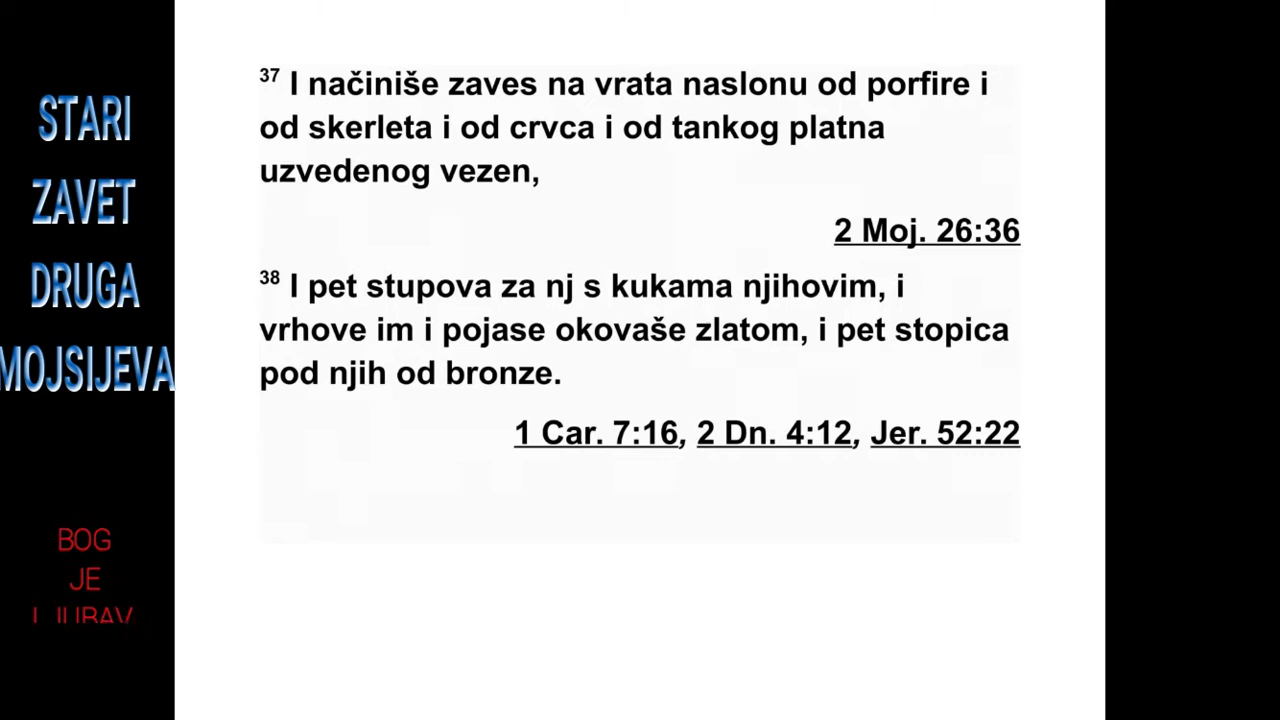 STARI
ZAVET
DRUGA
MOJSIJEVA
BOG
JE
37 I načiniše zaves na vrata naslonu od porfire i
od skerleta i od crvca i od tankog platna
uzvedenog vezen,
2 Moj. 26:36
38 I pet stupova za nj s kukama njihovim, i
vrhove im i pojase okovaše zlatom, i pet stopica
pod njih od bronze.
1 Car. 7:16, 2 Dn. 4:12, Jer. 52:22